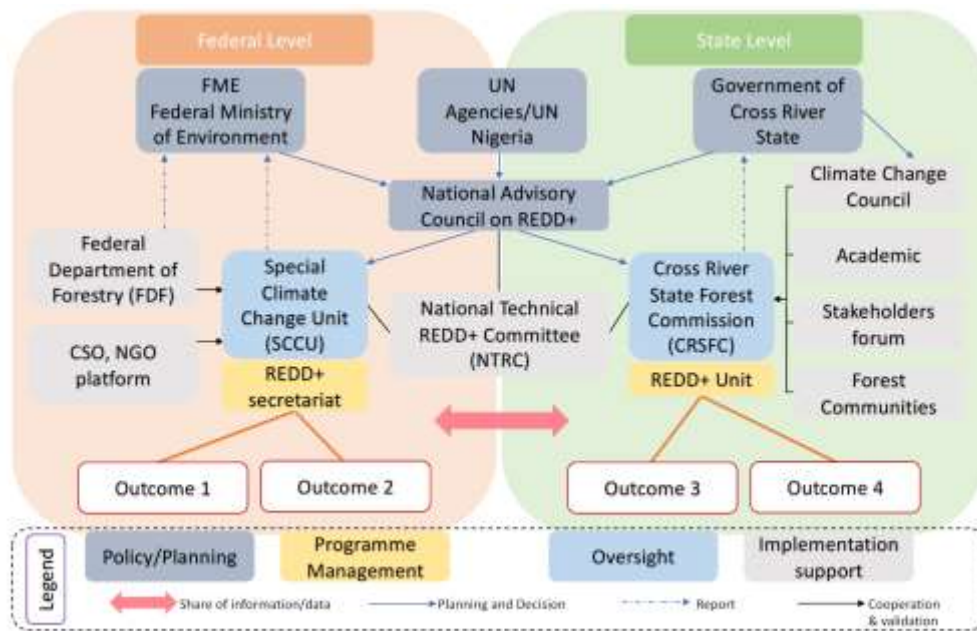 Federal Level
State Level
FME
Federal Ministry
of Environment
UN
Agencies/UN
Nigeria
Government of
Cross River
State
National Advisory
Council on REDD+
Climate Change
Council
Federal
Department of
Forestry (FDF)
Special
Climate
Change Unit
(SCCU)
National Technical
REDD+ Committee
(NTRC)
Cross River
State Forest
Commission
(CRSFC)
Academic
Stakeholders
forum
CSO, NGO
platform
REDD+
secretariat
REDD+ Unit
Forest
Communities
Outcome 1
Outcome 2
Outcome 3
Outcome 4
Legend
Policy/Planning
Programme
Management
Oversight
Implementation
support
Share of information/data
Planning and Decision
Report
Cooperation
& validation